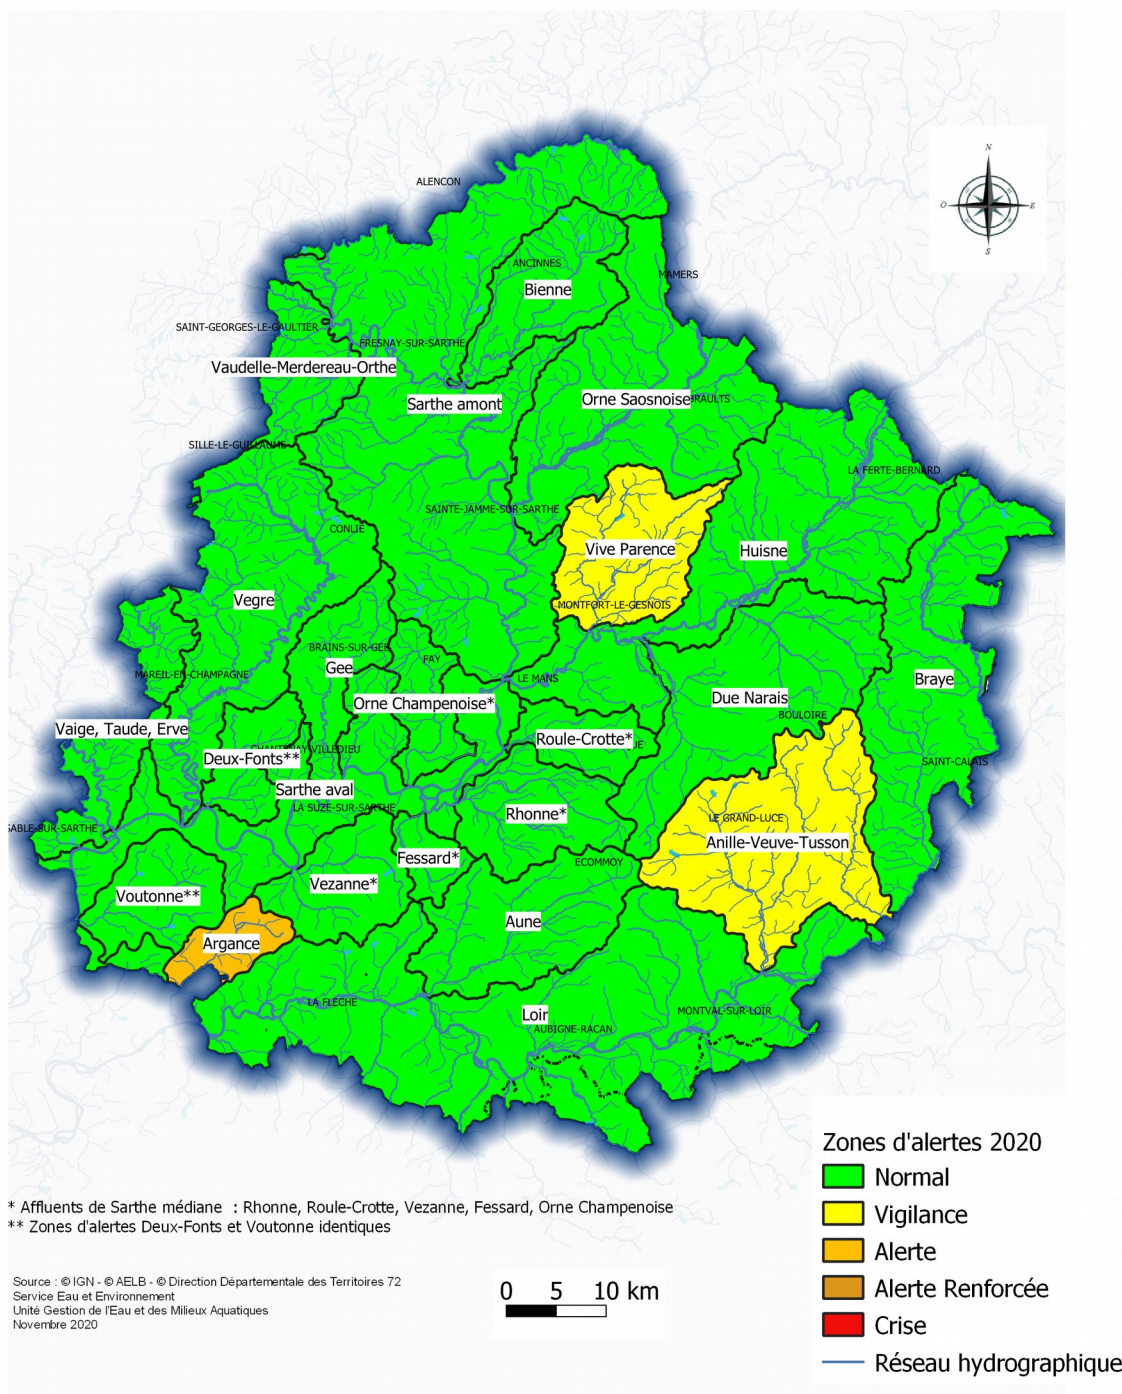 N
O
E
S
ALENCON
ANCINNES
Bienne
MAMERS
SAINT-GEORGES-LE-GAULTIER
FRESNAY-SUR-SARTHE
Vaudelle-Merdereau-Orthe
Sarthe amont
Orne Saosnoise
SILLE-LE-GUILLAUME
LA FERTE-BERNARD
SAINTE-JAMME-SUR-SARTHE
CONLIE
Vive Parence
Huisne
Vegre
MONTFORT-LE-GESNOIS
BRAINS-SUR-GEE
FAY
Gee
MAREIL-EN-CHAMPAGNE
LE MANS
Braye
Due Narais
Orne Champenoise*
BOULOIRE
Vaige, Taude, Erve
Roule-Crotte*
Deux-Fonts**
SAINT-CALAIS
Sarthe aval
LA SUZE-SUR-SARTHE
Rhonne*
LE GRAND-LUCE
SABLE-SUR-SARTHE
Anille-Veuve-Tusson
Fessard*
ECOMMOY
Vezanne*
Voutonne**
Aune
Argance
LA FLECHE
Loir
MONTVAL-SUR-LOIR
AUBIGNE-RACAN
Zones d'alertes 2020
Normal
Vigilance
Alerte
Alerte Renforcée
Crise
Réseau hydrographique
* Affluents de Sarthe médiane : Rhonne, Roule-Crotte, Vezanne, Fessard, Orne Champenoise
** Zones d'alertes Deux-Fonts et Voutonne identiques
Source : © IGN - © AELB - © Direction Départementale des Territoires 72
Service Eau et Environnement
Unité Gestion de l'Eau et des Milieux Aquatiques
Novembre 2020
0 5 10 km